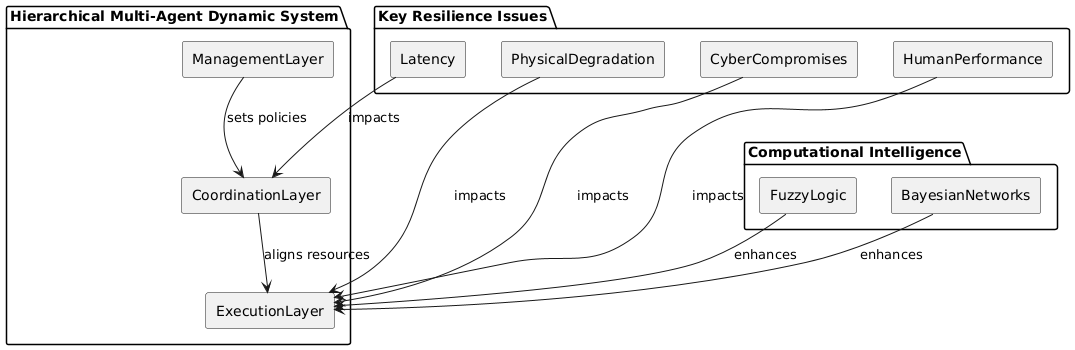 Hierarchical Multi-Agent Dynamic System
Key Resilience Issues
ManagementLayer
Latency
PhysicalDegradation
CyberCompromises
HumanPerformance
sets policies
impacts
Computational Intelligence
CoordinationLayer
impacts
impacts
impacts
FuzzyLogic
BayesianNetworks
aligns resources
enhances
enhances
ExecutionLayer